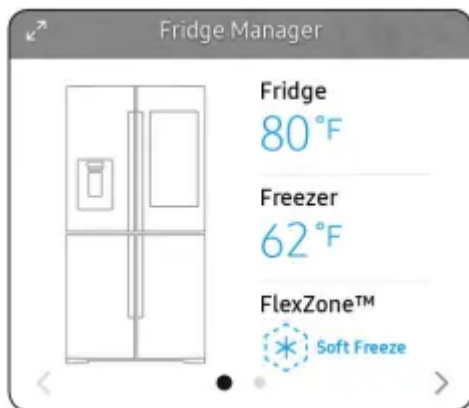 Fridge Manager
Fridge
80°F
Freezer
62°F
FlexZone™
Soft Freeze